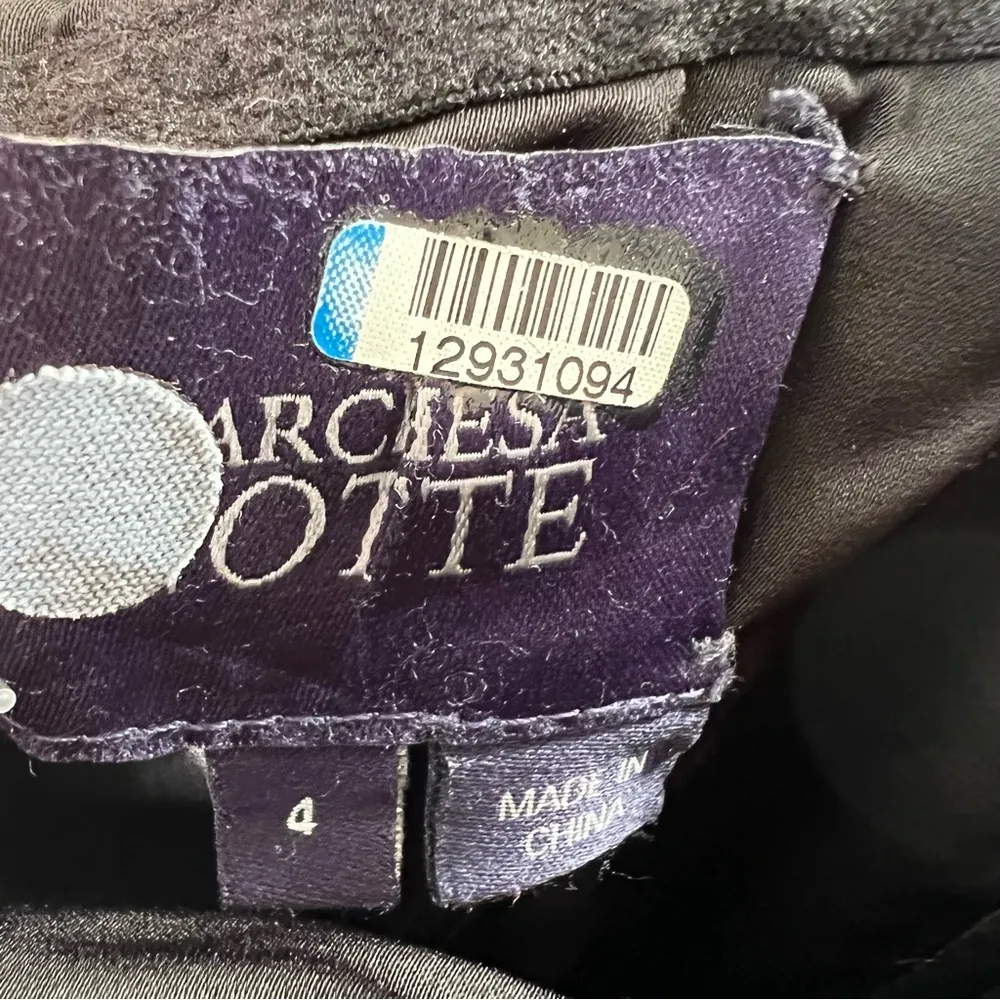 12931094
ARCHESA
OTTE
4
MADE IN
CHINA